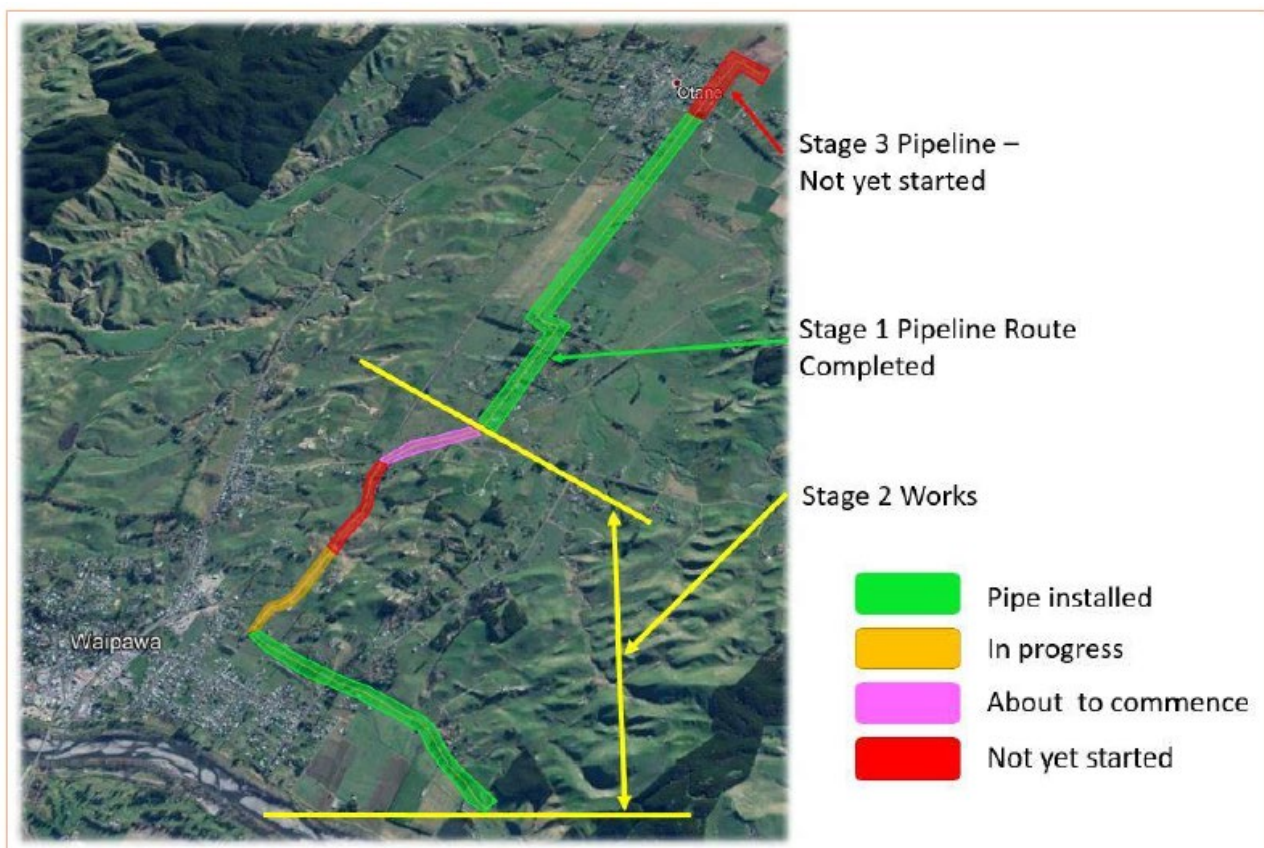 Otane
Stage 3 Pipeline –
Not yet started
Stage 1 Pipeline Route
Completed
Stage 2 Works
Waipawa
Pipe installed
In progress
About to commence
Not yet started